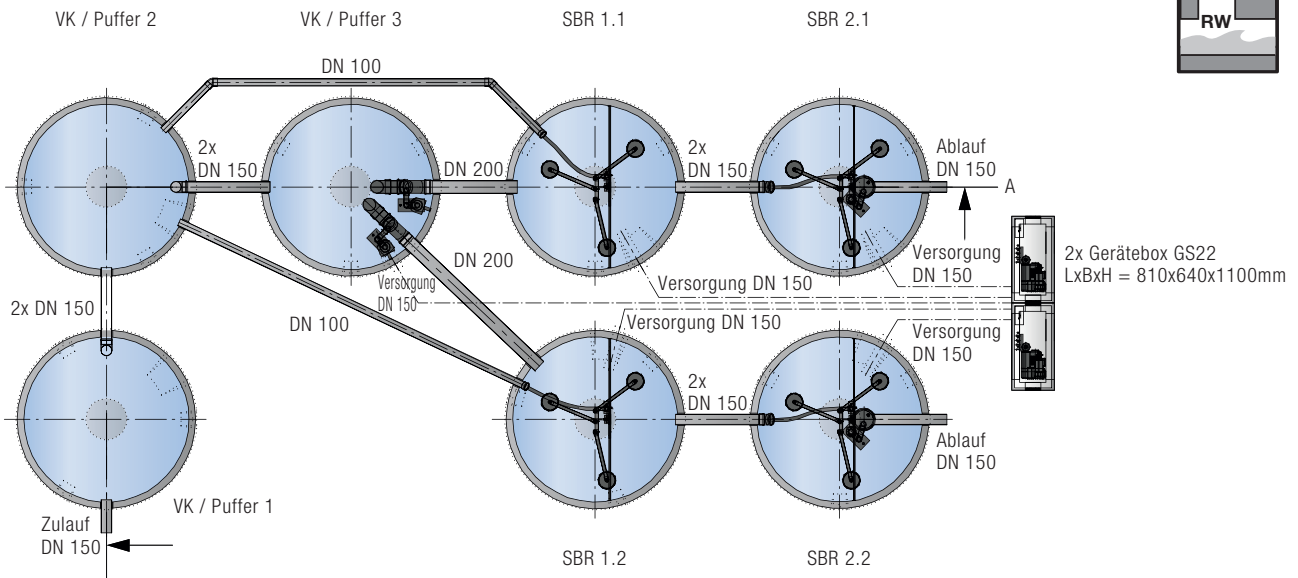 VK / Puffer 2
VK / Puffer 3
SBR 1.1
SBR 2.1
RW
DN 100
2x
DN 150
DN 200
2x
DN 150
Ablauf
DN 150
A
Versorgung
DN 150
2x Gerätebox GS22
LxBxH = 810x640x1100mm
DN 200
Versorgung
DN 150
Versorgung DN 150
2x DN 150
DN 100
Versorgung DN 150
Versorgung
DN 150
2x
DN 150
Ablauf
DN 150
VK / Puffer 1
Zulauf
DN 150
SBR 1.2
SBR 2.2